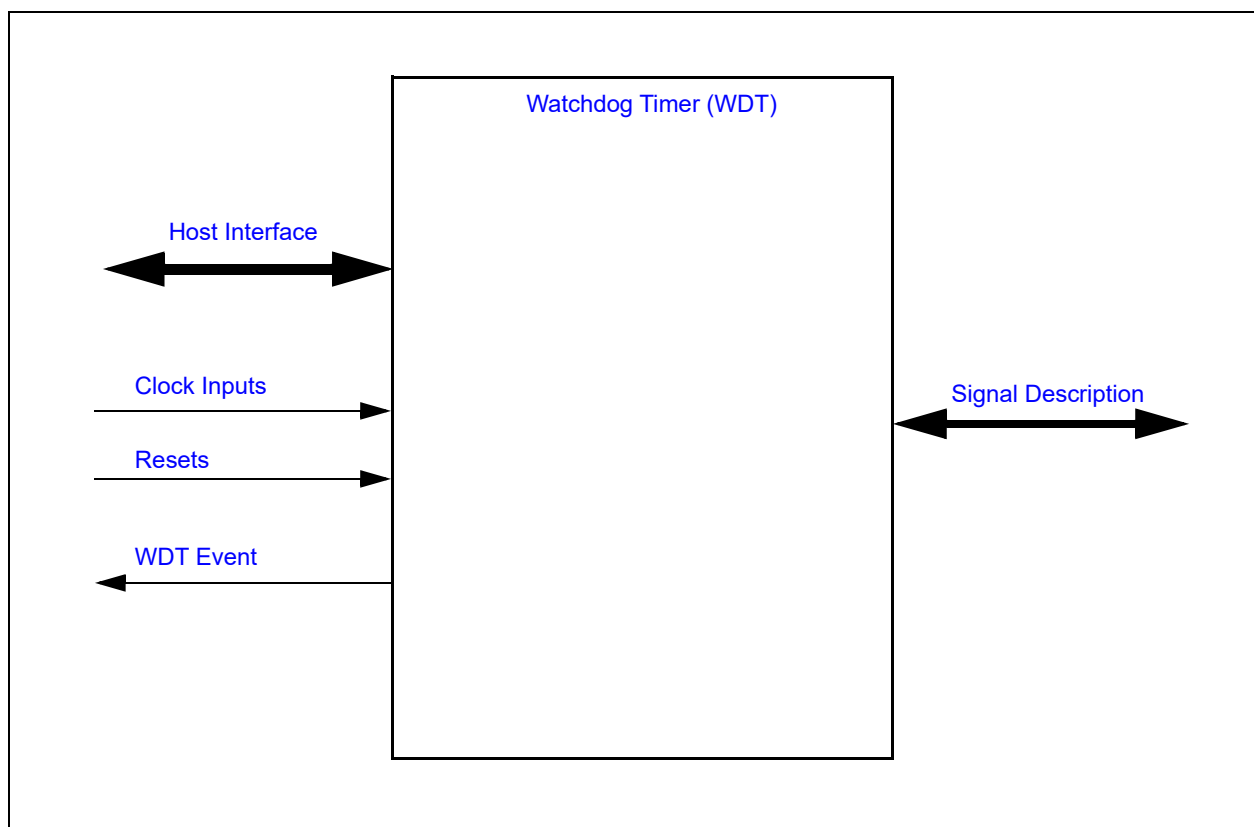 Watchdog Timer (WDT)
Host Interface
Clock Inputs
Signal Description
Resets
WDT Event